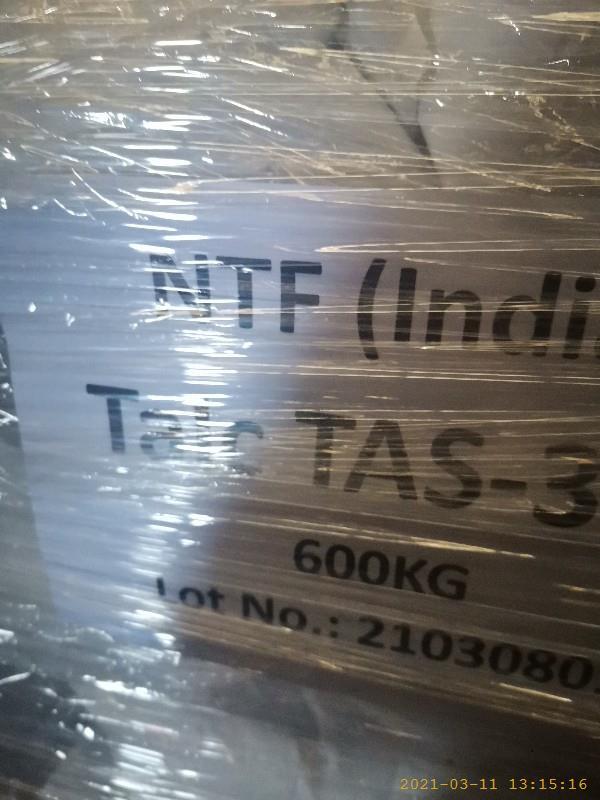 NTF (Indi
Talc TAS-3
600KG
Lot No.: 2103080
2021-03-11 13:15:16